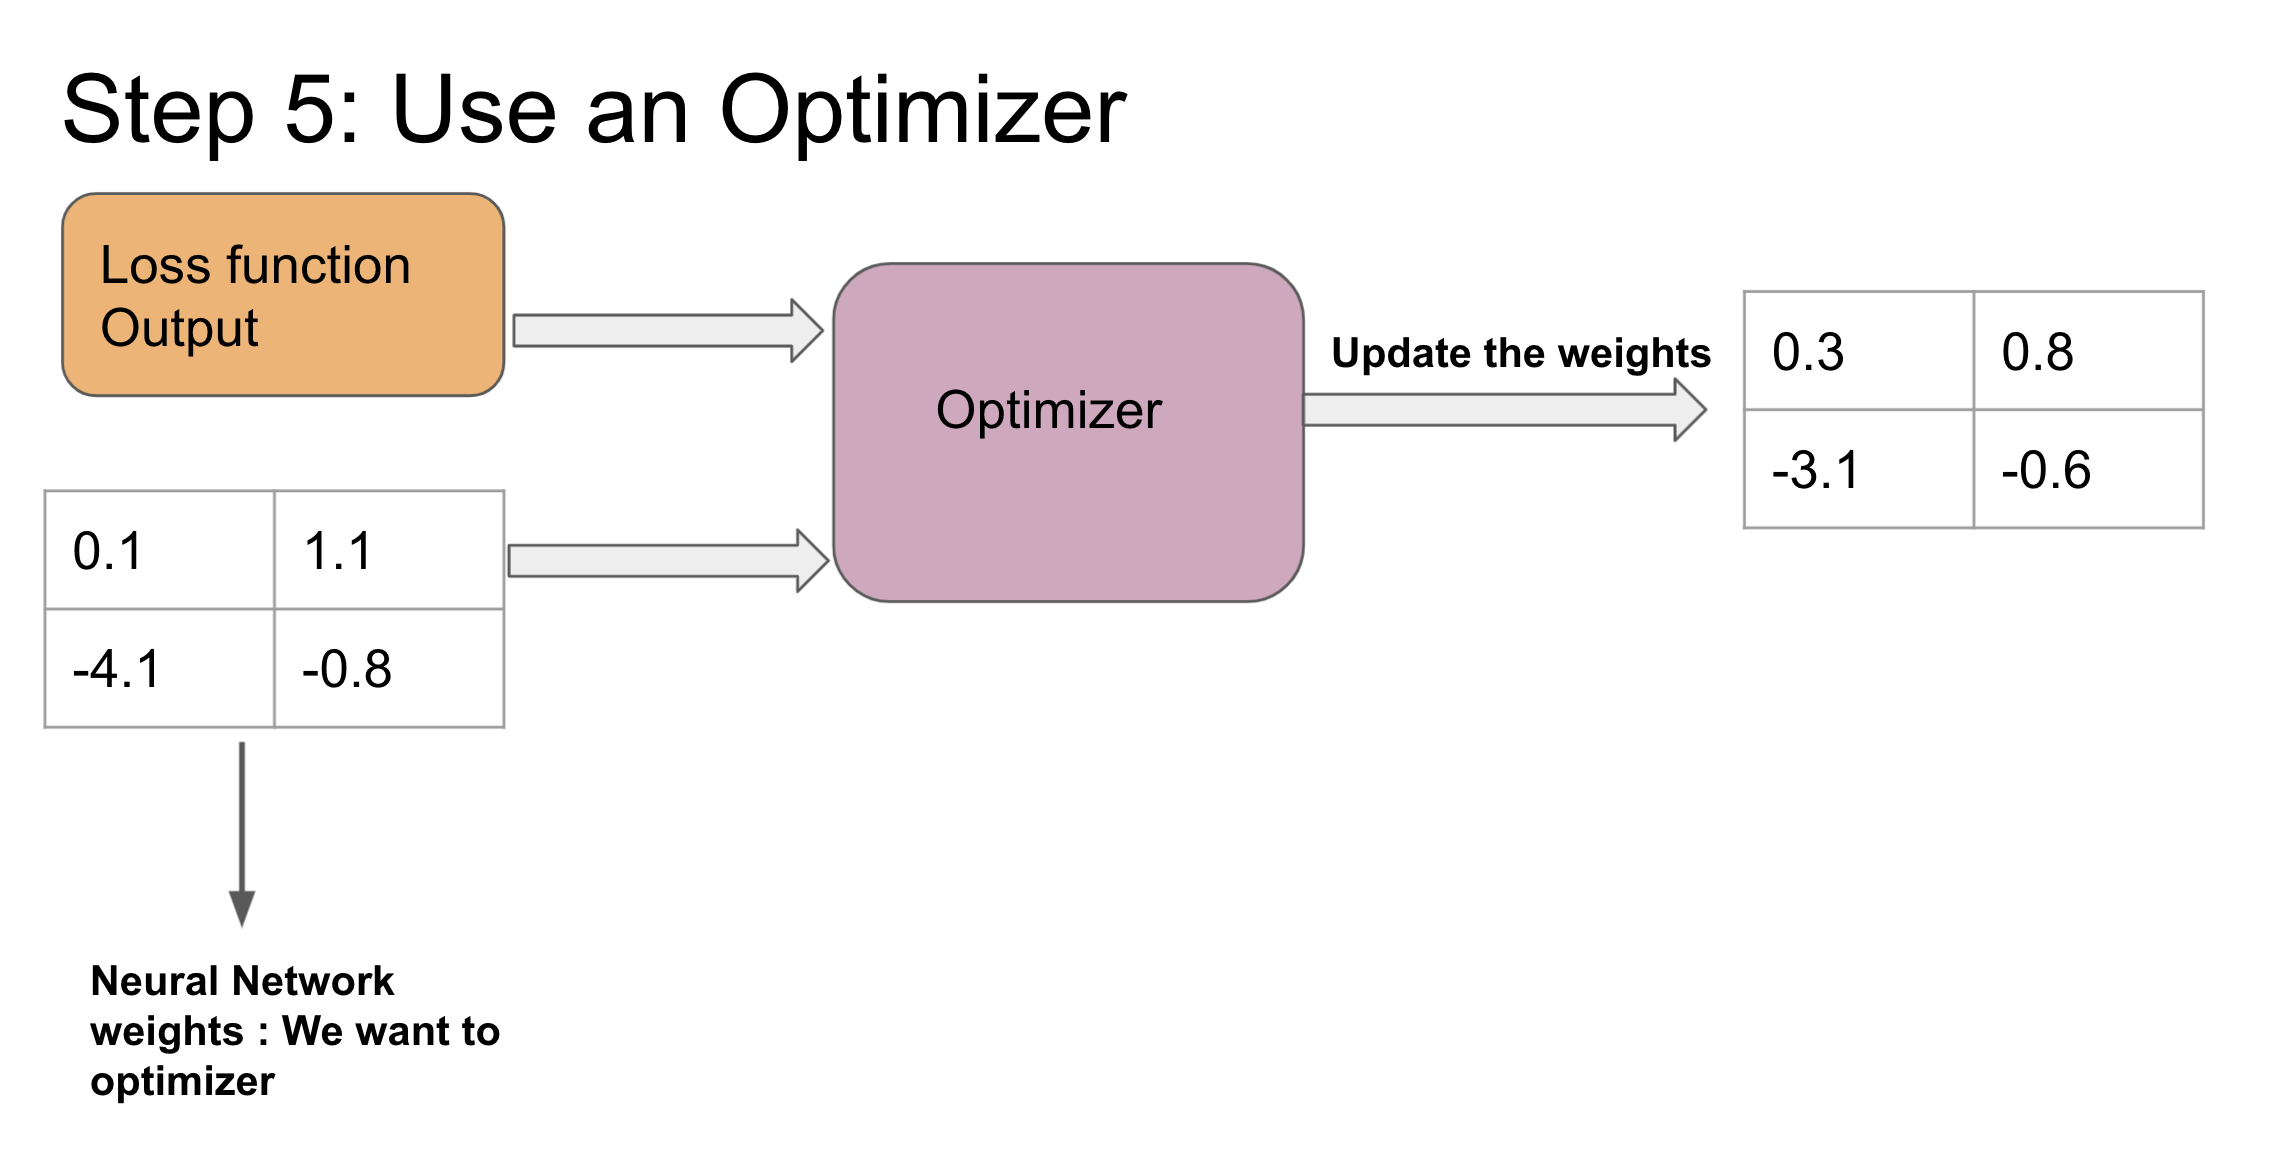 Step 5: Use an Optimizer
Loss function
Output
Optimizer
Update the weights
0.3 0.8
-3.1 -0.6
0.1 1.1
-4.1 -0.8
Neural Network
weights : We want to
optimizer